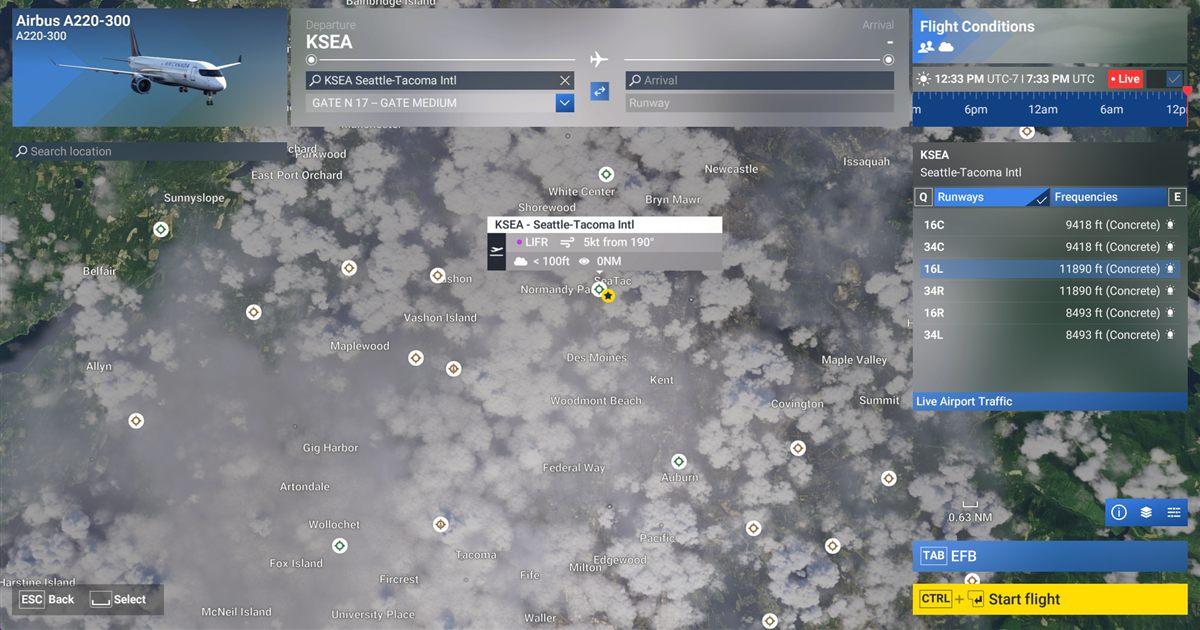 Bainbridge Island
Airbus A220-300
A220-300
Departure
Arrival
KSEA
-
KSEA Seattle-Tacoma Intl
Arrival
GATE N 17 – GATE MEDIUM
Runway
Flight Conditions
12:33 PM UTC-7 | 7:33 PM UTC
• Live
6pm
12am
6am
Search location
Parkwood
East Port Orchard
Sunnyslope
Newcastle
Issaquah
White Center
Bryn Mawr
Shorewood
KSEA - Seattle-Tacoma Intl
LIFR
5kt from 190°
< 100ft
0NM
SeaTac
Normandy Pa
Belfair
Vashon Island
Maplewood
Allyn
Des Moines
Kent
Maple Valley
Woodmont Beach
Covington
Summit
Gig Harbor
Federal Way
Auburn
Artondale
Wollochet
Fox Island
Tacoma
Pacific
Edgewood
Milton
Fife
Fircrest
McNeil Island
University Place
Waller
KSEA
Seattle-Tacoma Intl
Q
Runways
Frequencies
E
16C 9418 ft (Concrete)
34C 9418 ft (Concrete)
16L 11890 ft (Concrete)
34R 11890 ft (Concrete)
16R 8493 ft (Concrete)
34L 8493 ft (Concrete)
Live Airport Traffic
0.63 NM
TAB EFB
CTRL + Start flight
ESC Back
Select